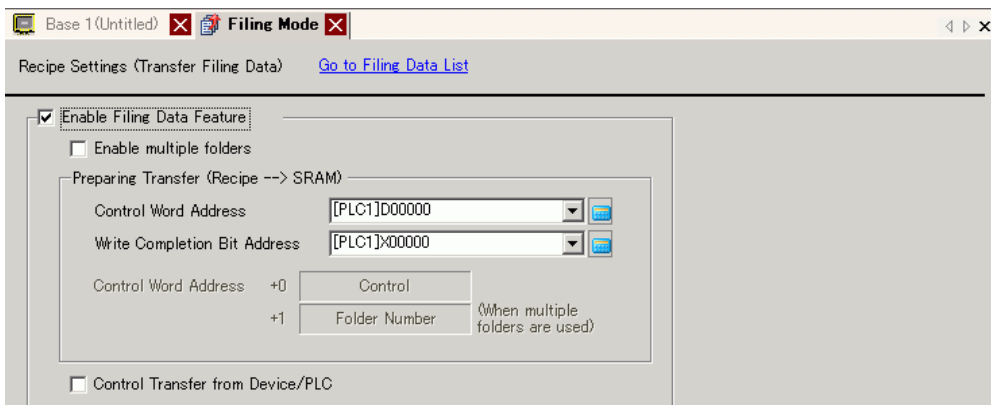 Base 1(Untitled) Filing Mode
Recipe Settings (Transfer Filing Data) Go to Filing Data List
Enable Filing Data Feature
Enable multiple folders
Preparing Transfer (Recipe --> SRAM)
Control Word Address [PLC1]D00000
Write Completion Bit Address [PLC1]X00000
Control Word Address +0 Control
+1 Folder Number (When multiple
folders are used)
Control Transfer from Device/PLC